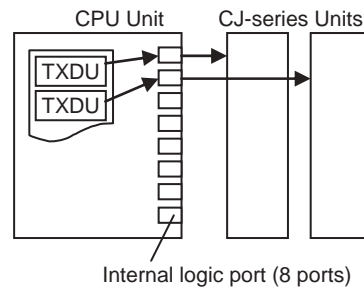 CPU Unit
CJ-series Units
TXDU
TXDU
Internal logic port (8 ports)